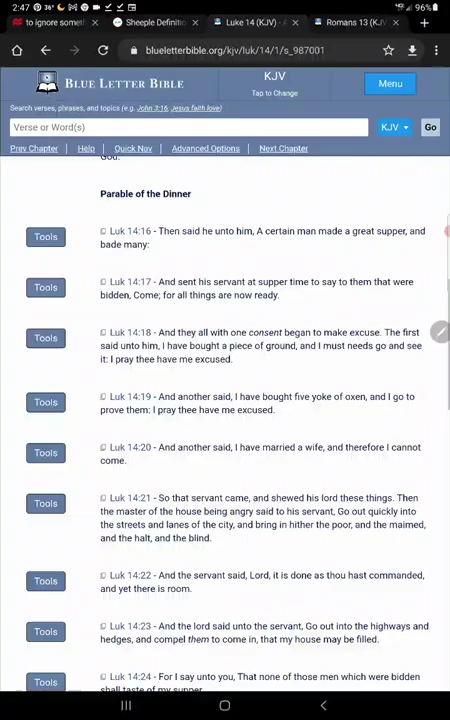 2:47
96%
to ignore someth
Sheeple Definitio
Luke 14 (KJV) - A
Romans 13 (KJV
blueletterbible.org/kjv/luk/14/1/s_987001
BLUE LETTER BIBLE
KJV
Tap to Change
Menu
Search verses, phrases, and topics (e.g. John 3:16, Jesus faith love)
Verse or Word(s)
KJV
Go
Prev Chapter | Help | Quick Nav | Advanced Options | Next Chapter
God.
Parable of the Dinner
Tools
Luk 14:16 - Then said he unto him, A certain man made a great supper, and
bade many:
Tools
Luk 14:17 - And sent his servant at supper time to say to them that were
bidden, Come; for all things are now ready.
Tools
Luk 14:18 - And they all with one consent began to make excuse. The first
said unto him, I have bought a piece of ground, and I must needs go and see
it: I pray thee have me excused.
Tools
Luk 14:19 - And another said, I have bought five yoke of oxen, and I go to
prove them: I pray thee have me excused.
Tools
Luk 14:20 - And another said, I have married a wife, and therefore I cannot
come.
Tools
Luk 14:21 - So that servant came, and shewed his lord these things. Then
the master of the house being angry said to his servant, Go out quickly into
the streets and lanes of the city, and bring in hither the poor, and the maimed,
and the halt, and the blind.
Tools
Luk 14:22 - And the servant said, Lord, it is done as thou hast commanded,
and yet there is room.
Tools
Luk 14:23 - And the lord said unto the servant, Go out into the highways and
hedges, and compel them to come in, that my house may be filled.
Tools
Luk 14:24 - For I say unto you, That none of those men which were bidden
shall taste of my supper.